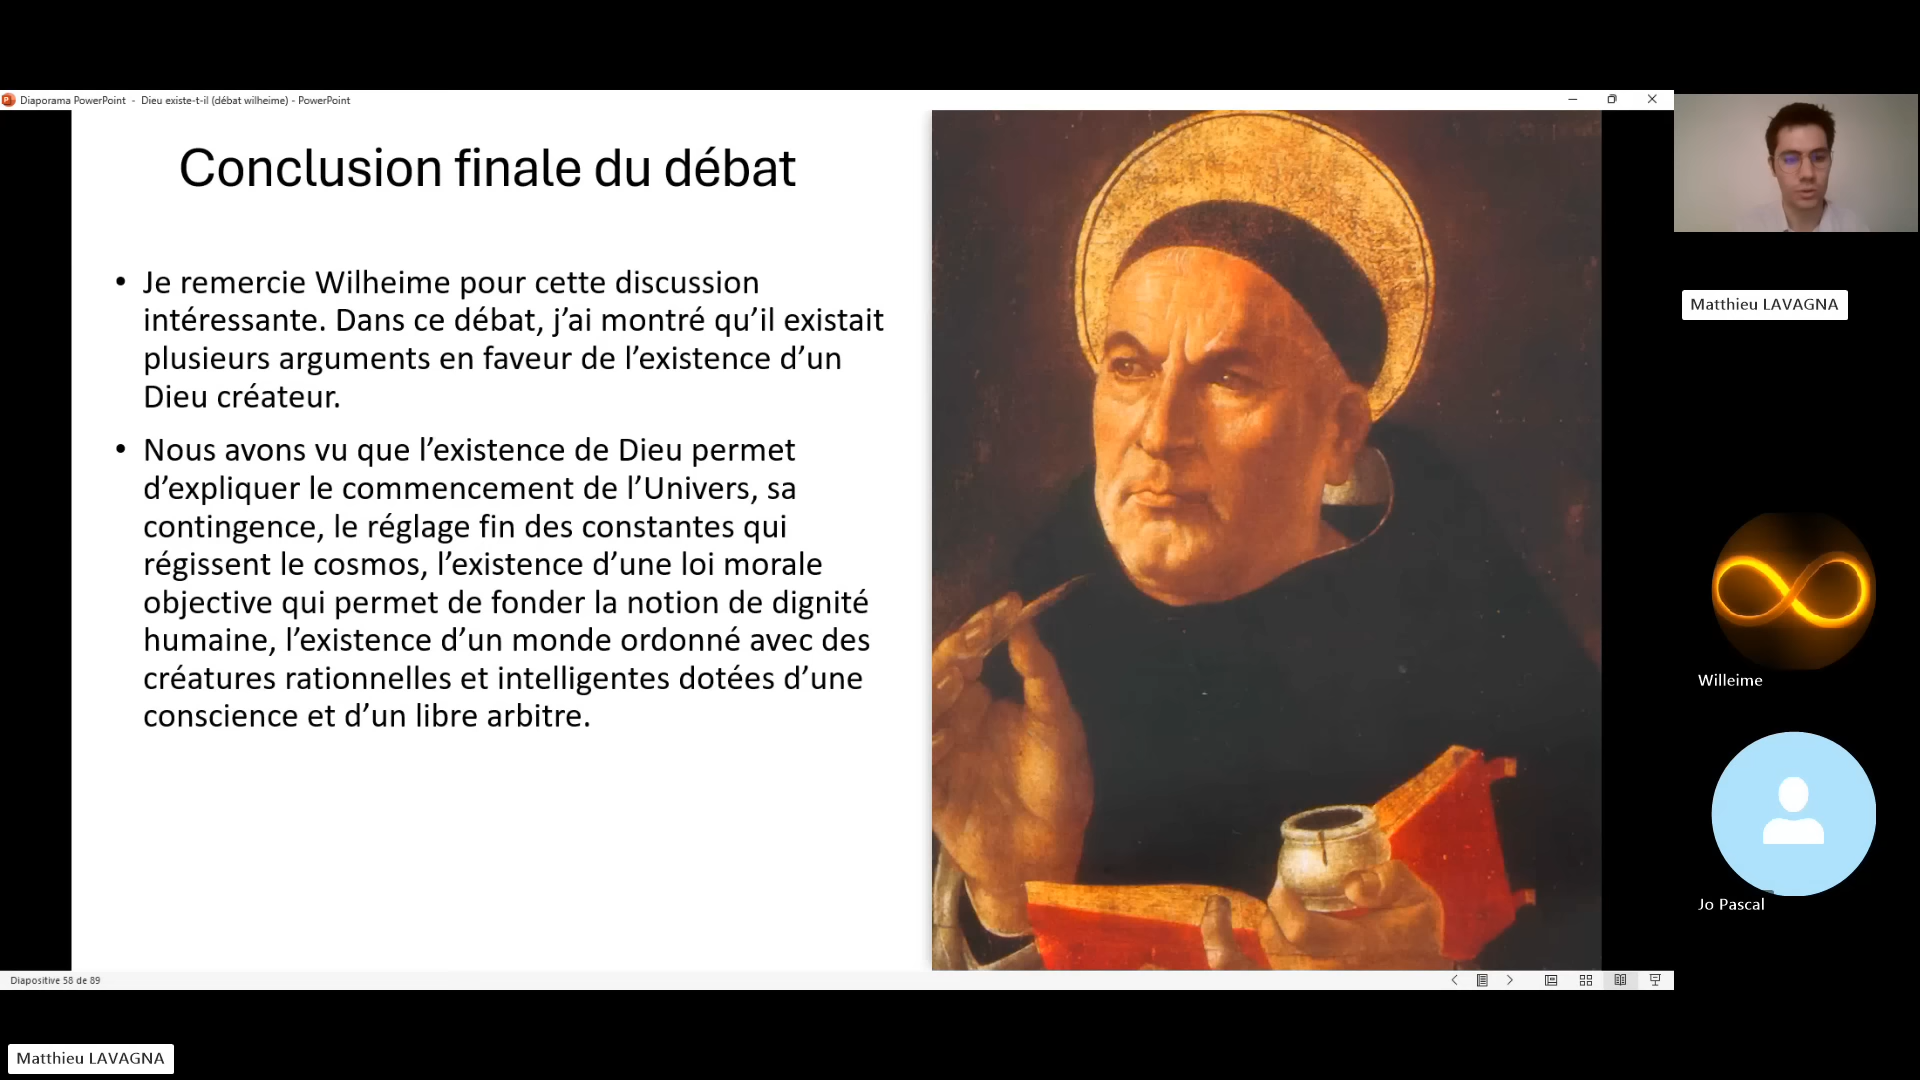 Diaporama PowerPoint - Dieu existe-t-il (débat wilheime) - PowerPoint
Conclusion finale du débat
• Je remercie Wilheime pour cette discussion
intéressante. Dans ce débat, j’ai montré qu’il existait
plusieurs arguments en faveur de l’existence d’un
Dieu créateur.
• Nous avons vu que l’existence de Dieu permet
d’expliquer le commencement de l’Univers, sa
contingence, le réglage fin des constantes qui
régissent le cosmos, l’existence d’une loi morale
objective qui permet de fonder la notion de dignité
humaine, l’existence d’un monde ordonné avec des
créatures rationnelles et intelligentes dotées d’une
conscience et d’un libre arbitre.
Diapositive 58 de 89
Matthieu LAVAGNA
Willeime
Jo Pascal
Matthieu LAVAGNA